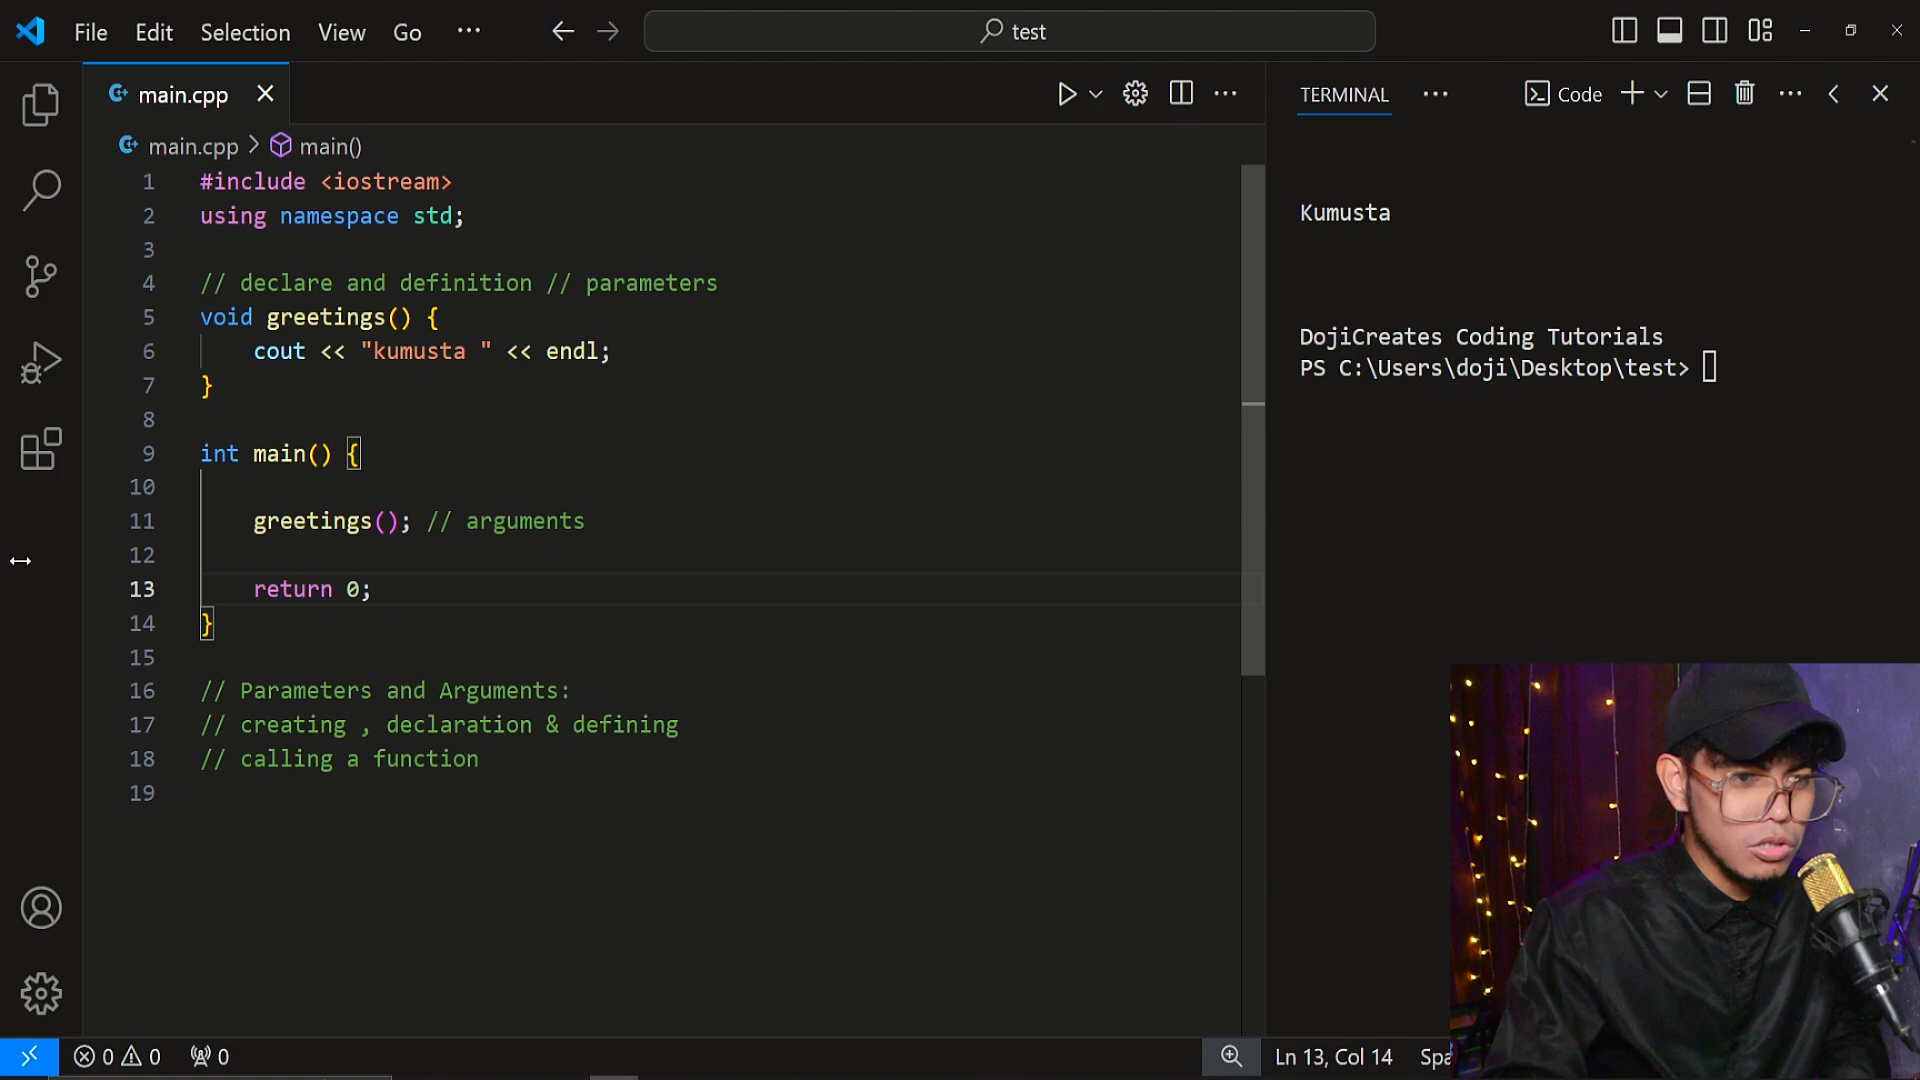 File Edit Selection View Go ··· test
main.cpp
TERMINAL ··· Code
main.cpp > main()
1 #include <iostream>
2 using namespace std;
3
4 // declare and definition // parameters
5 void greetings() {
6 cout << "kumusta " << endl;
7 }
8
9 int main() {
10
11 greetings(); // arguments
12
13 return 0;
14 }
15
16 // Parameters and Arguments:
17 // creating , declaration & defining
18 // calling a function
19
Kumusta
DojiCreates Coding Tutorials
PS C:\Users\doji\Desktop\test>
0 0 0 Ln 13, Col 14 Spa